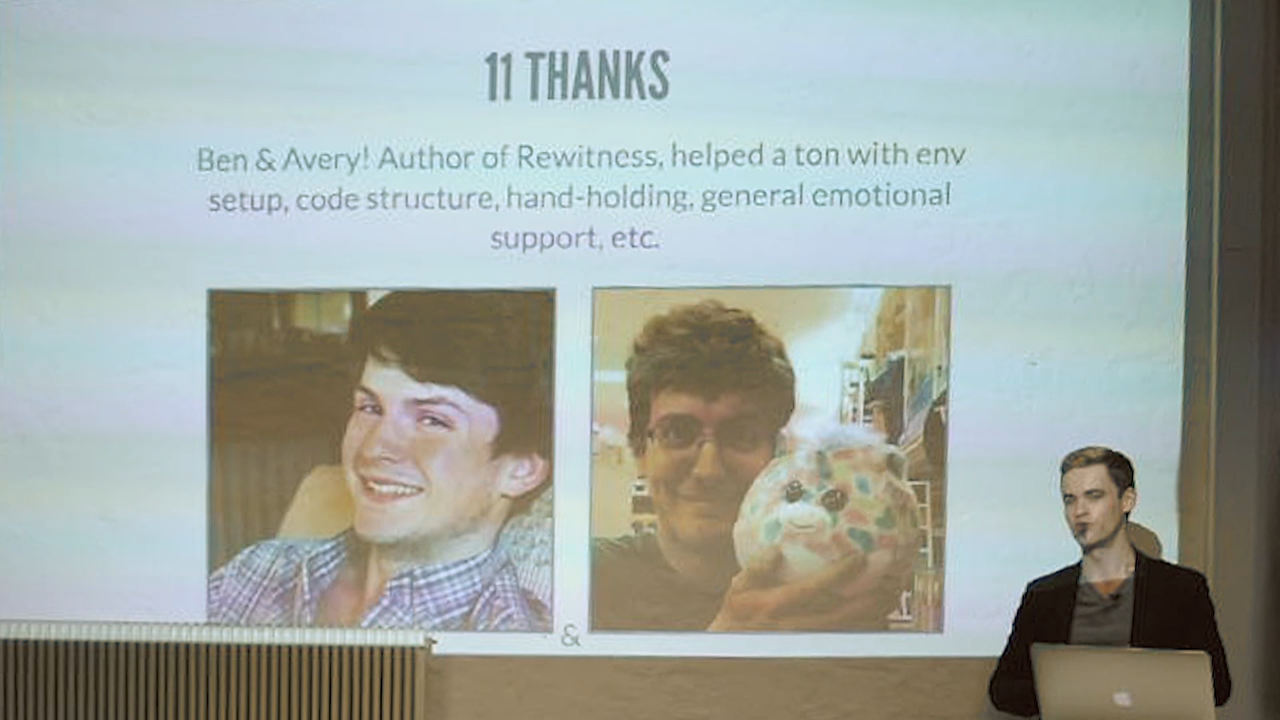 11 THANKS
Ben & Avery! Author of Rewitness, helped a ton with env
setup, code structure, hand-holding, general emotional
support, etc.
&